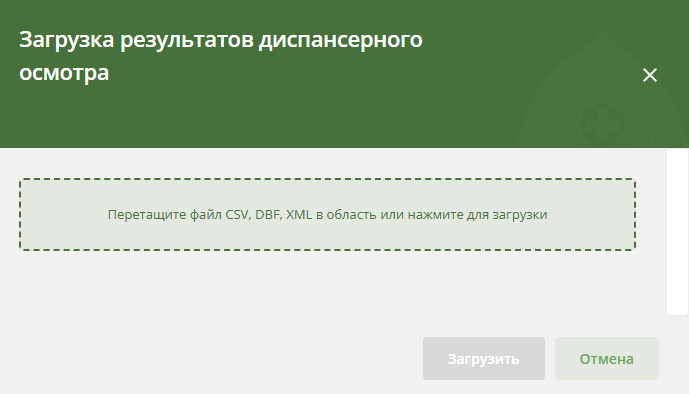 Загрузка результатов диспансерного
осмотра
Перетащите файл CSV, DBF, XML в область или нажмите для загрузки
Загрузить
Отмена